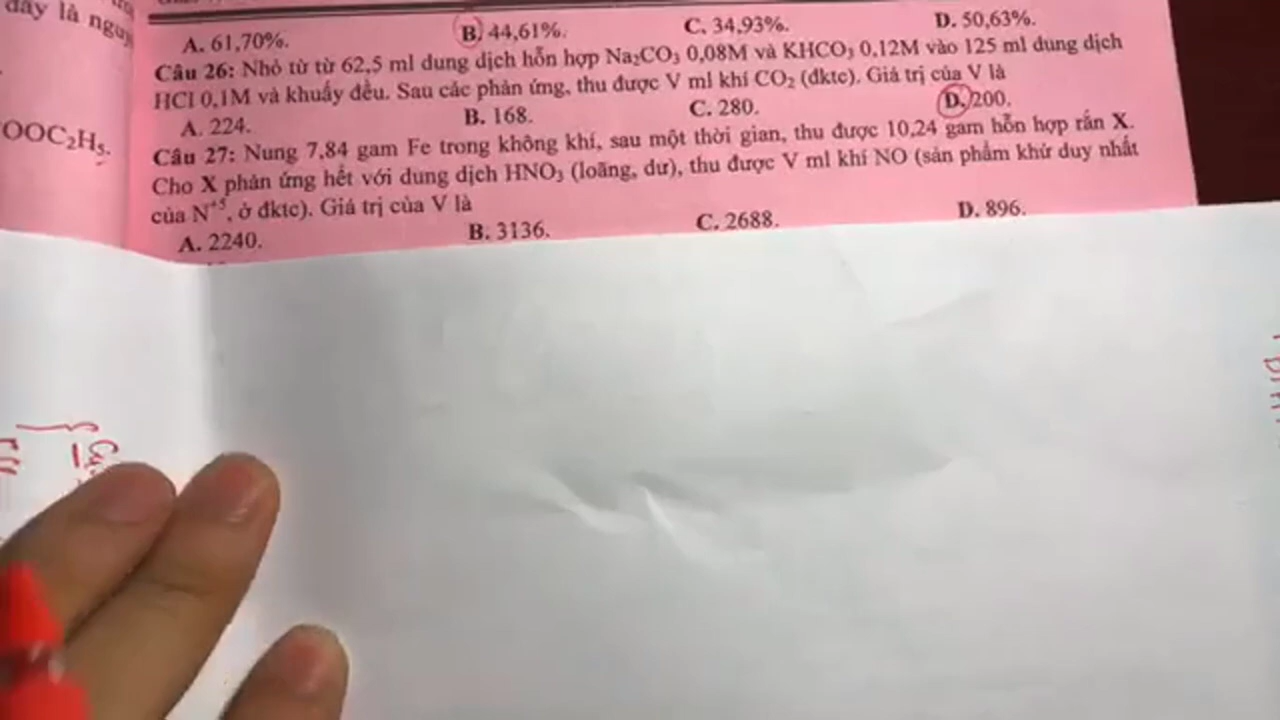 đây là nguy
A. 61,70%. B. 44,61%. C. 34,93%. D. 50,63%.
Câu 26: Nhỏ từ từ 62,5 ml dung dịch hỗn hợp Na₂CO₃ 0,08M và KHCO₃ 0,12M vào 125 ml dung dịch
HCl 0,1M và khuấy đều. Sau các phản ứng, thu được V ml khí CO₂ (đktc). Giá trị của V là
A. 224. B. 168. C. 280. D. 200.
OOC₂H₅.
Câu 27: Nung 7,84 gam Fe trong không khí, sau một thời gian, thu được 10,24 gam hỗn hợp rắn X.
Cho X phản ứng hết với dung dịch HNO₃ (loãng, dư), thu được V ml khí NO (sản phẩm khử duy nhất
của N⁺⁵, ở đktc). Giá trị của V là
A. 2240. B. 3136. C. 2688. D. 896.